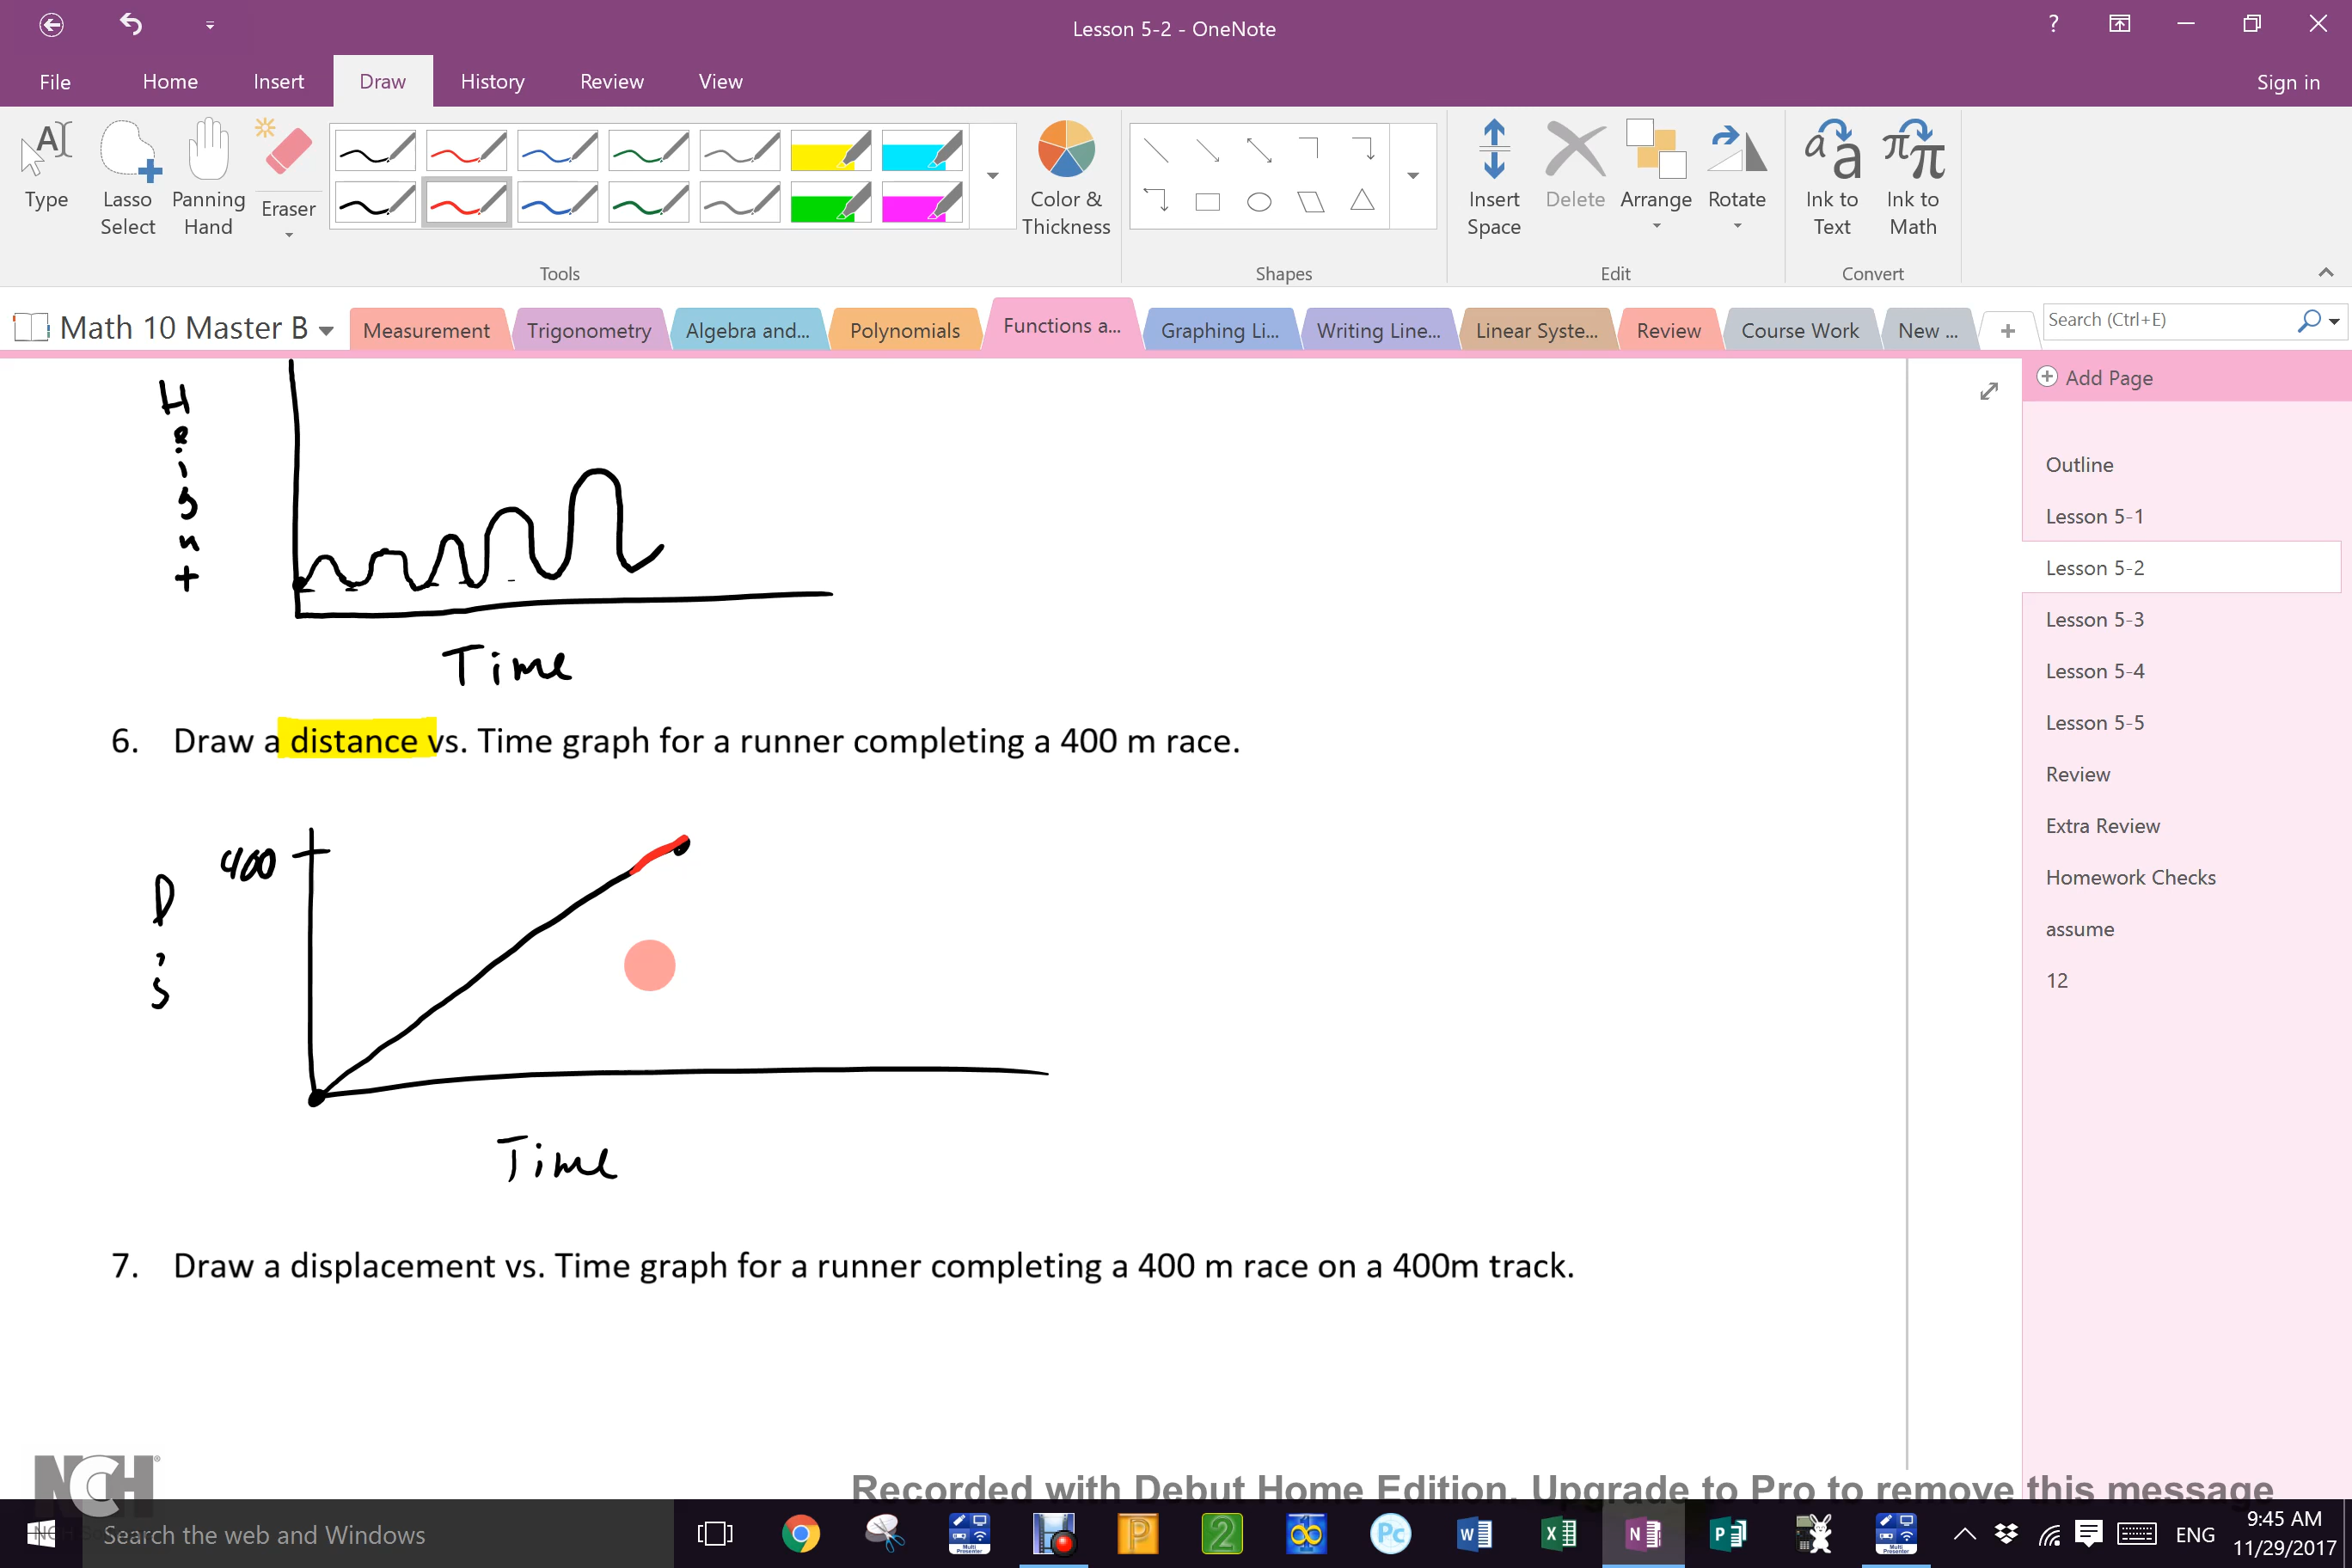 Lesson 5-2 - OneNote
?
File Home Insert Draw History Review View Sign in
Type
Lasso Select
Panning Hand
Eraser
Color & Thickness
Insert Space
Delete
Arrange
Rotate
Ink to Text
Ink to Math
Tools Shapes Edit Convert
Math 10 Master B Measurement Trigonometry Algebra and... Polynomials Functions a... Graphing Li... Writing Line... Linear Syste... Review Course Work New ... + Search (Ctrl+E)
Add Page
Outline
Lesson 5-1
Lesson 5-2
Lesson 5-3
Lesson 5-4
Lesson 5-5
Review
Extra Review
Homework Checks
assume
12
Time
6. Draw a distance vs. Time graph for a runner completing a 400 m race.
400
Dis
Time
7. Draw a displacement vs. Time graph for a runner completing a 400 m race on a 400m track.
NCH
Recorded with Debut Home Edition. Upgrade to Pro to remove this message
Search the web and Windows
ENG
9:45 AM
11/29/2017